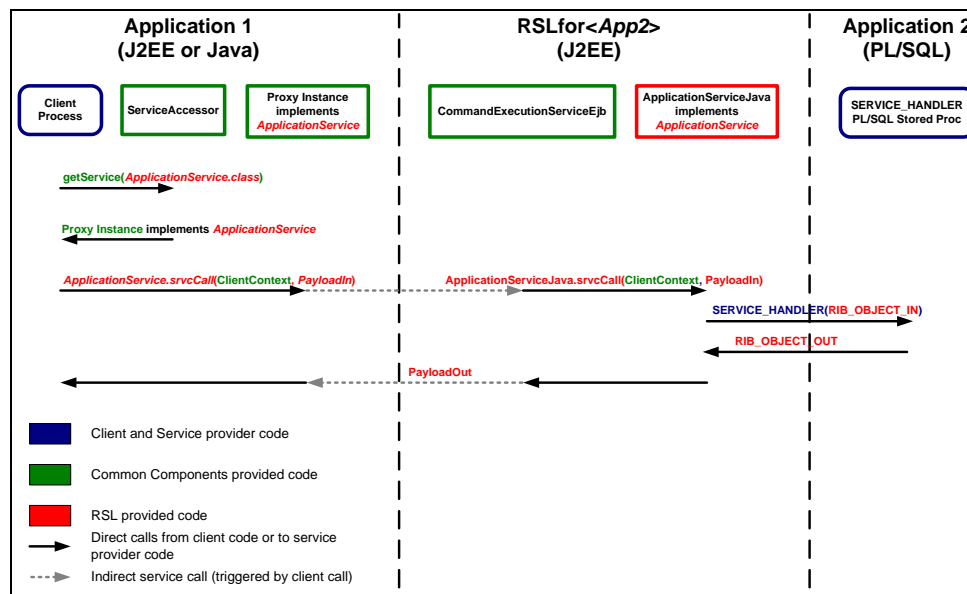 Application 1
(J2EE or Java)
RSLfor<App2>
(J2EE)
Application 2
(PL/SQL)
Client
Process
ServiceAccessor
Proxy Instance
implements
ApplicationService
CommandExecutionServiceEjb
ApplicationServiceJava
implements
ApplicationService
SERVICE_HANDLER
PL/SQL Stored Proc
getService(ApplicationService.class)
Proxy Instance implements ApplicationService
ApplicationService.srvcCall(ClientContext, PayloadIn)
ApplicationServiceJava.srvcCall(ClientContext, PayloadIn)
SERVICE_HANDLER(RIB_OBJECT_IN)
RIB_OBJECT_OUT
PayloadOut
Client and Service provider code
Common Components provided code
RSL provided code
Direct calls from client code or to service
provider code
Indirect service call (triggered by client call)